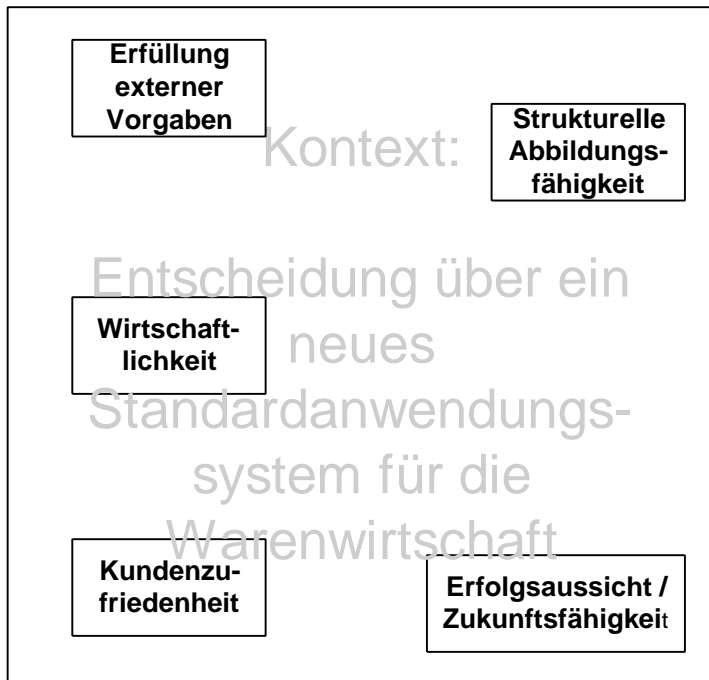 Erfüllung
externer
Vorgaben
Kontext:
Strukturelle
Abbildungs-
fähigkeit
Entscheidung über ein
neues
Standardanwendungs-
system für die
Warenwirtschaft
Wirtschaft-
lichkeit
Kundenzu-
friedenheit
Erfolgsaussicht /
Zukunftsfähigkeit